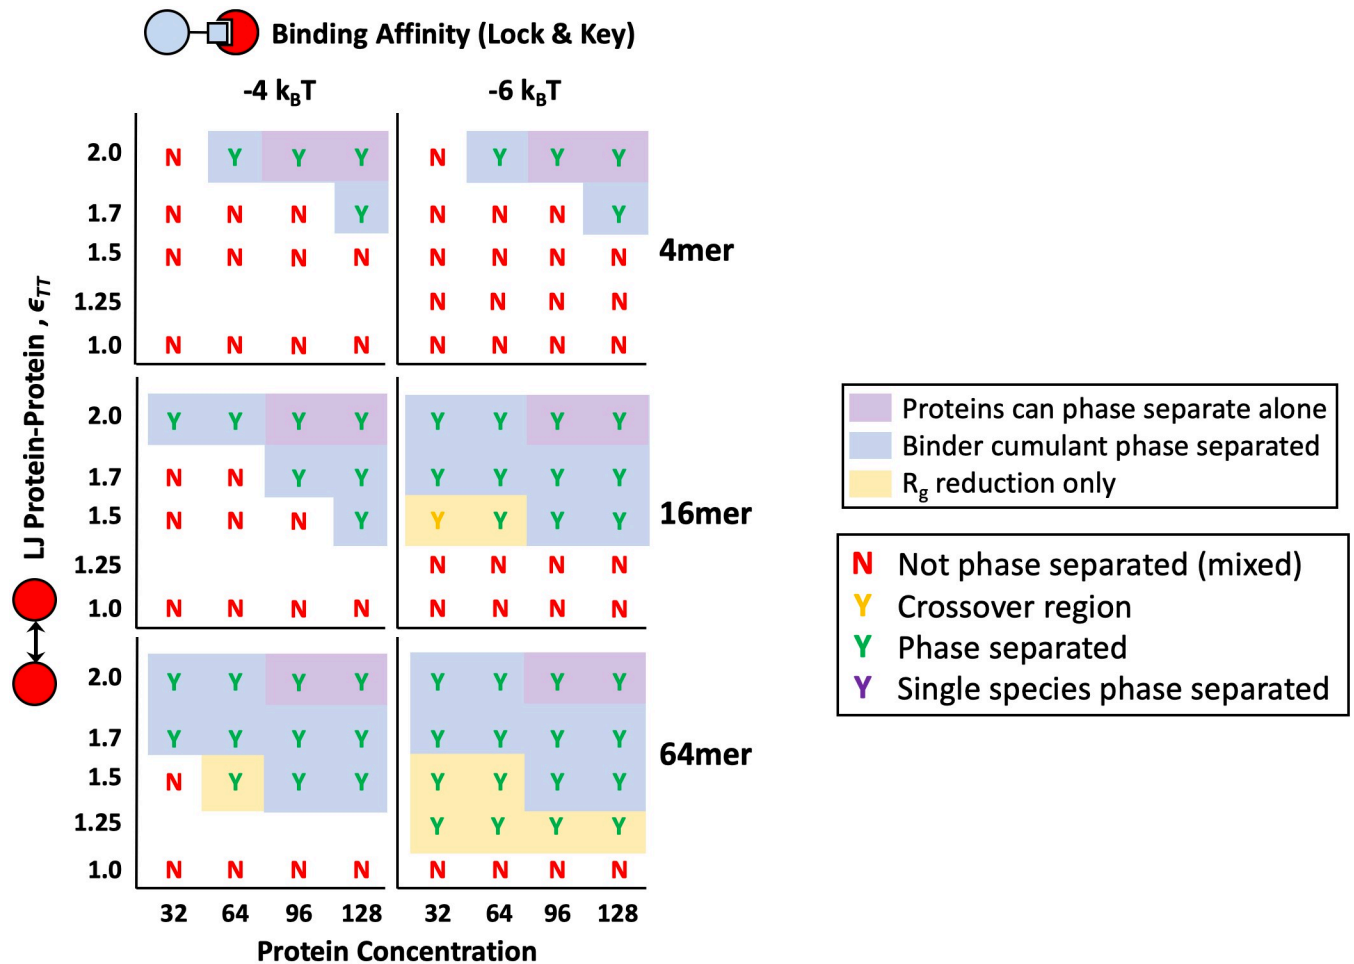 Binding Affinity (Lock & Key)
-4 kBT -6 kBT
LJ Protein-Protein , ϵTT
2.0 N Y Y Y N Y Y Y
1.7 N N N Y N N N Y
1.5 N N N N N N N N
4mer
1.25 N N N N
1.0 N N N N N N N N
2.0 Y Y Y Y Y Y Y Y
1.7 N N Y Y Y Y Y Y
1.5 N N N Y Y Y Y Y
16mer
1.25 N N N N
1.0 N N N N N N N N
2.0 Y Y Y Y Y Y Y Y
1.7 Y Y Y Y Y Y Y Y
64mer
1.5 N Y Y Y Y Y Y Y
1.25 Y Y Y Y
1.0 N N N N N N N N
32 64 96 128 32 64 96 128
Protein Concentration
Proteins can phase separate alone
Binder cumulant phase separated
Rg reduction only
N Not phase separated (mixed)
Y Crossover region
Y Phase separated
Y Single species phase separated